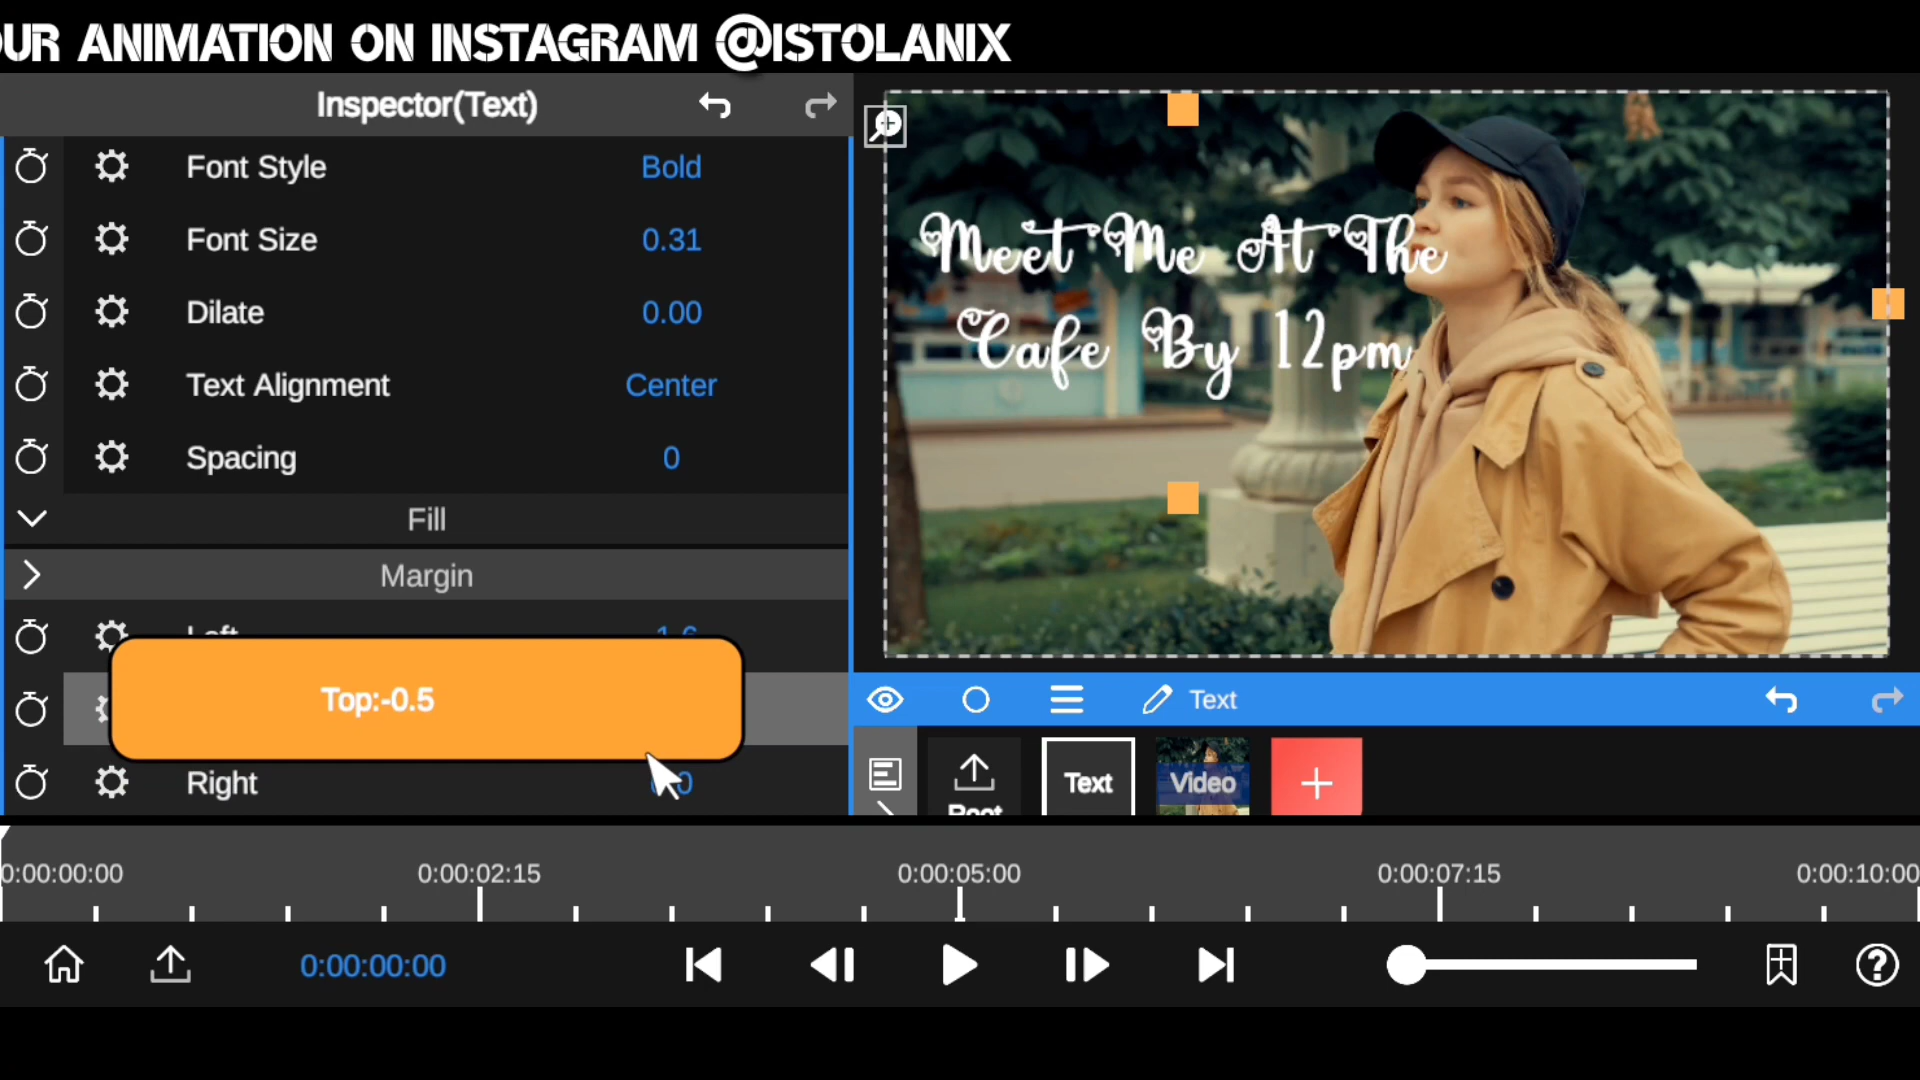 OUR ANIMATION ON INSTAGRAM @ISTOLANIX
Inspector(Text)
Font Style Bold
Font Size 0.31
Dilate 0.00
Text Alignment Center
Spacing 0
Fill
Margin
Left -1.6
Top:-0.5
Right
Meet Me At The
Cafe By 12pm
Text
Root
Text
Video
0:00:00:00 0:00:02:15 0:00:05:00 0:00:07:15 0:00:10:00
0:00:00:00